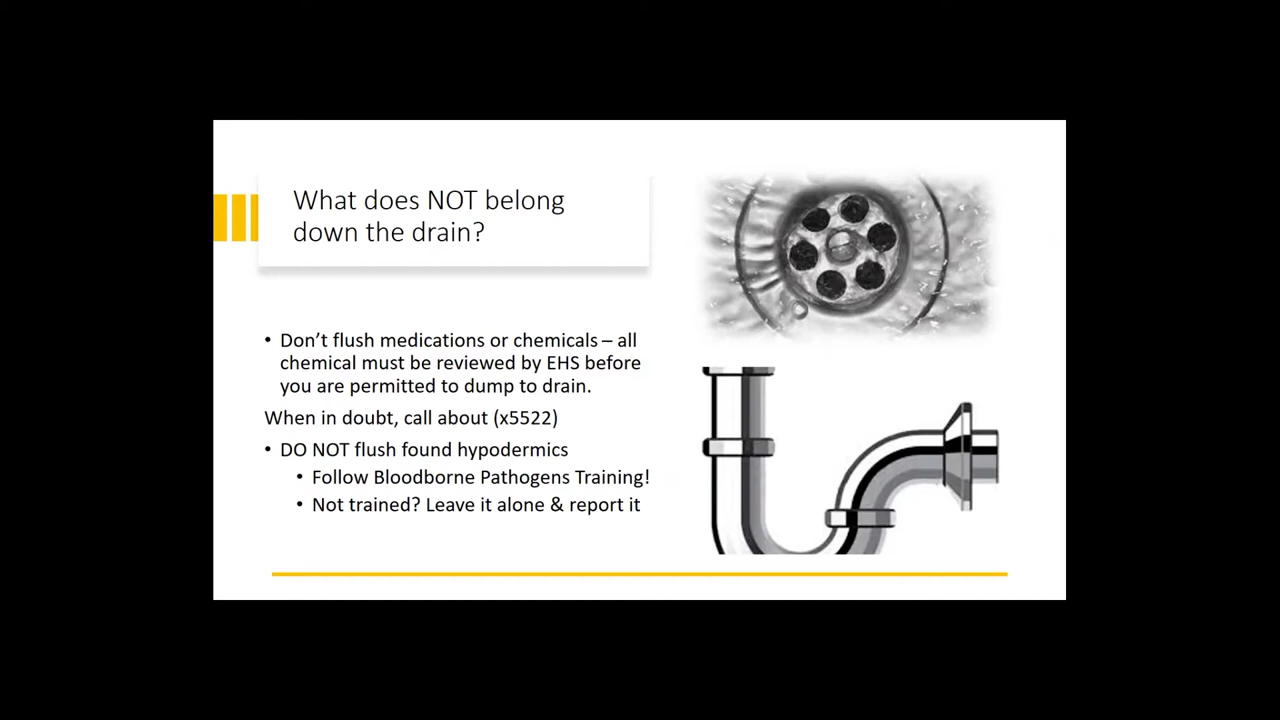 What does NOT belong
down the drain?
• Don’t flush medications or chemicals – all
chemical must be reviewed by EHS before
you are permitted to dump to drain.
When in doubt, call about (x5522)
• DO NOT flush found hypodermics
• Follow Bloodborne Pathogens Training!
• Not trained? Leave it alone & report it